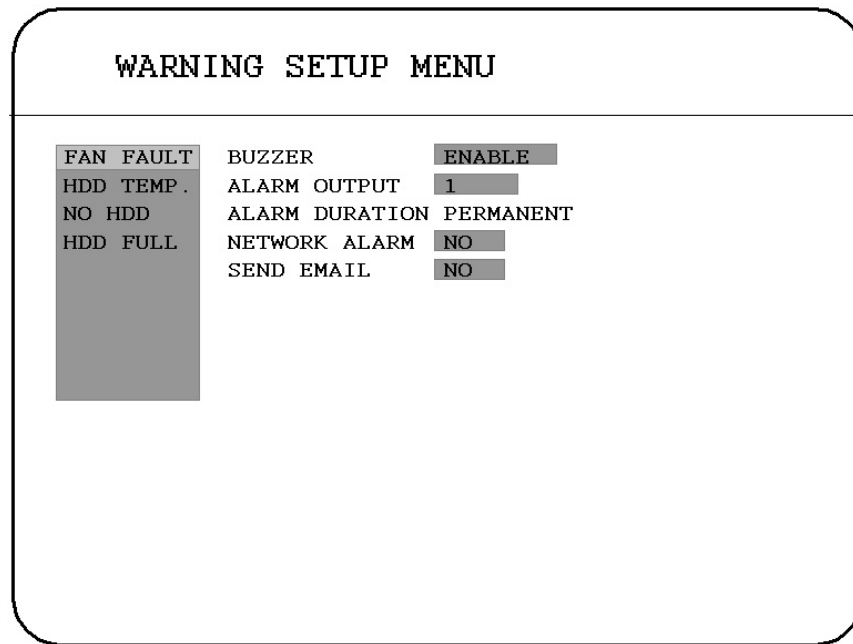 WARNING SETUP MENU
FAN FAULT BUZZER ENABLE
HDD TEMP. ALARM OUTPUT 1
NO HDD ALARM DURATION PERMANENT
HDD FULL NETWORK ALARM NO
SEND EMAIL NO